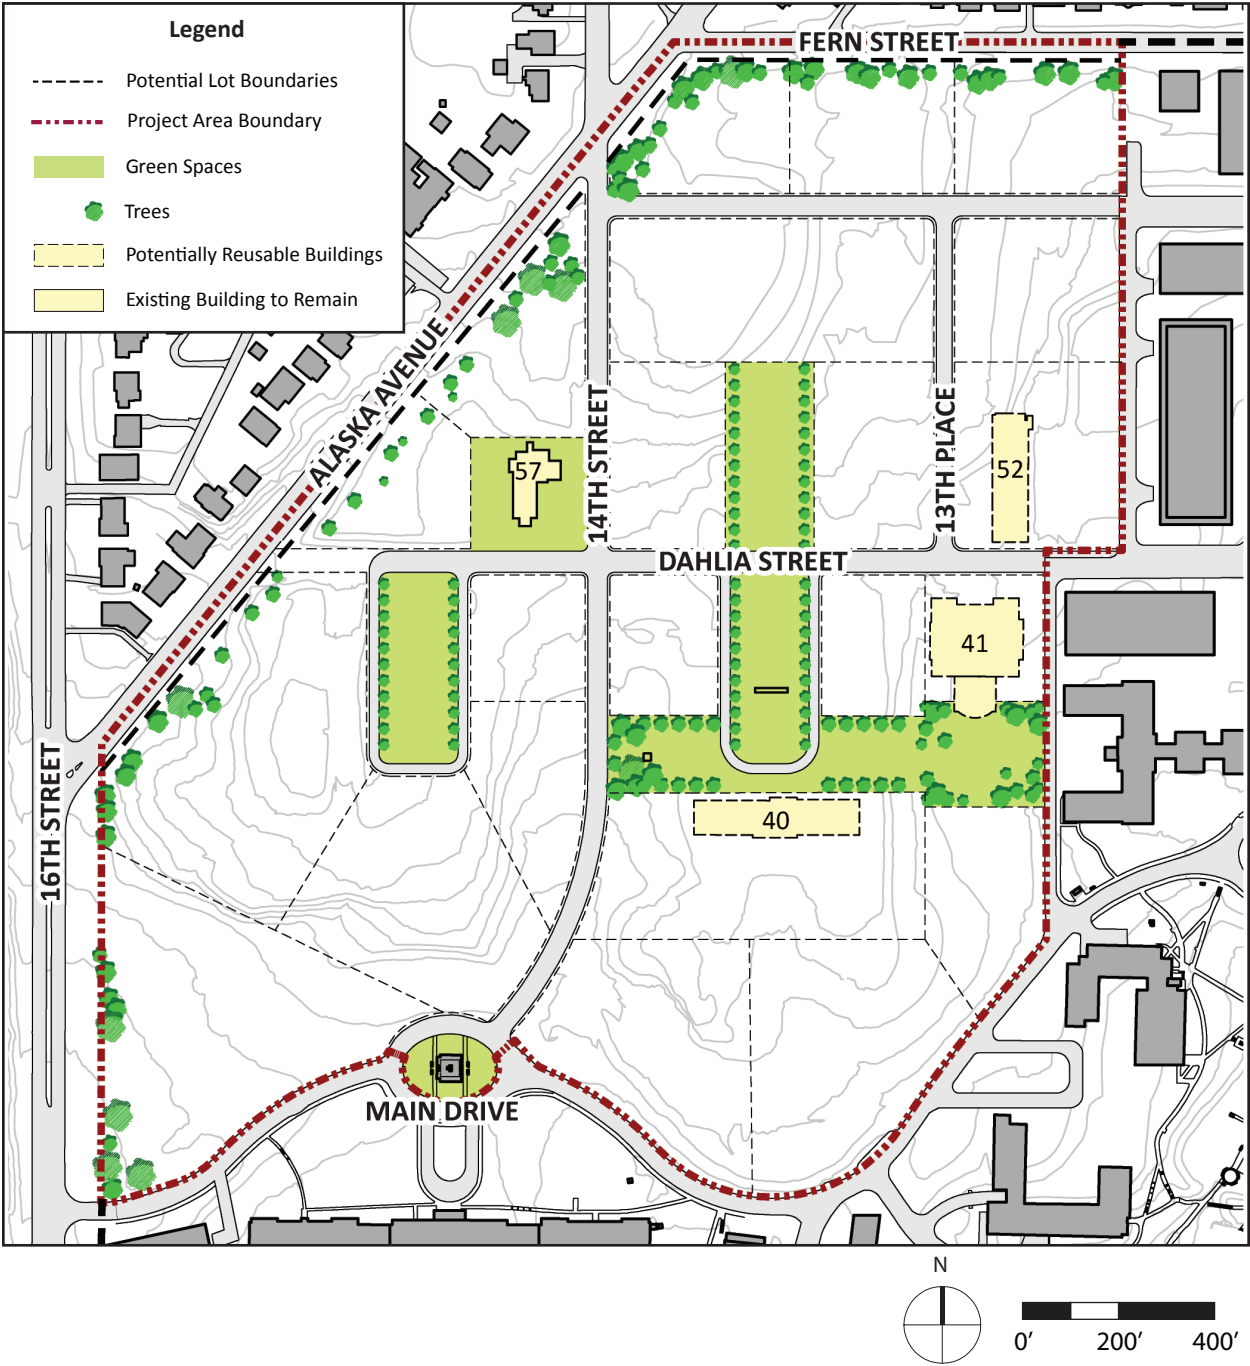 Legend
Potential Lot Boundaries
Project Area Boundary
Green Spaces
Trees
Potentially Reusable Buildings
Existing Building to Remain
FERN STREET
ALASKA AVENUE
14TH STREET
13TH PLACE
57
52
DAHLIA STREET
41
16TH STREET
40
MAIN DRIVE
N
0' 200' 400'